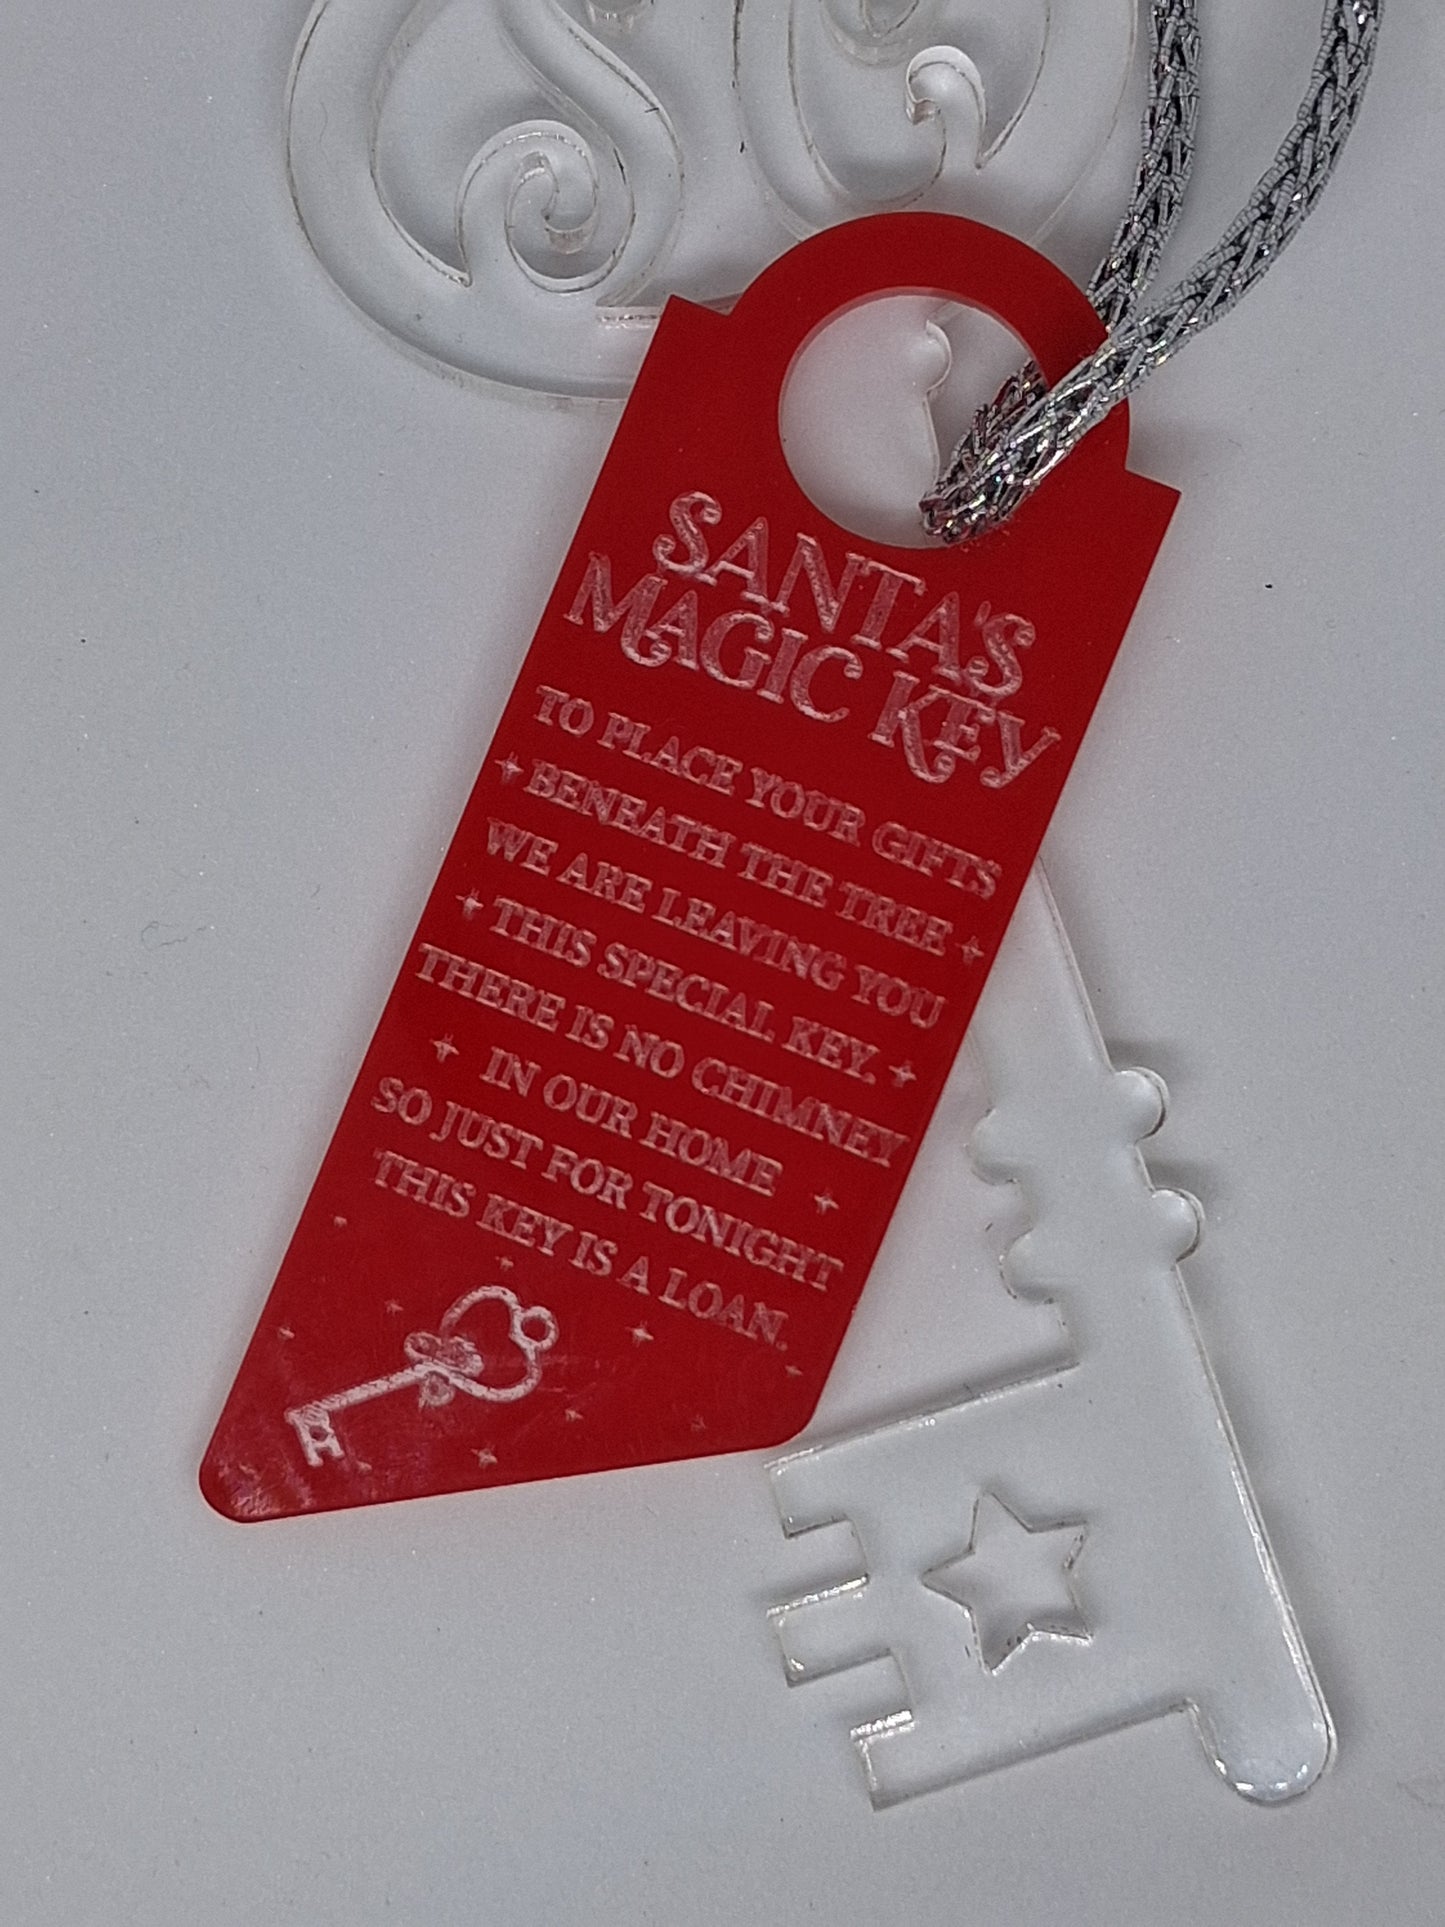 SANTA'S
MAGIC KEY
TO PLACE YOUR GIFTS
BENEATH THE TREE
WE ARE LEAVING YOU
THIS SPECIAL KEY.
THERE IS NO CHIMNEY
IN OUR HOME
SO JUST FOR TONIGHT
THIS KEY IS A LOAN.